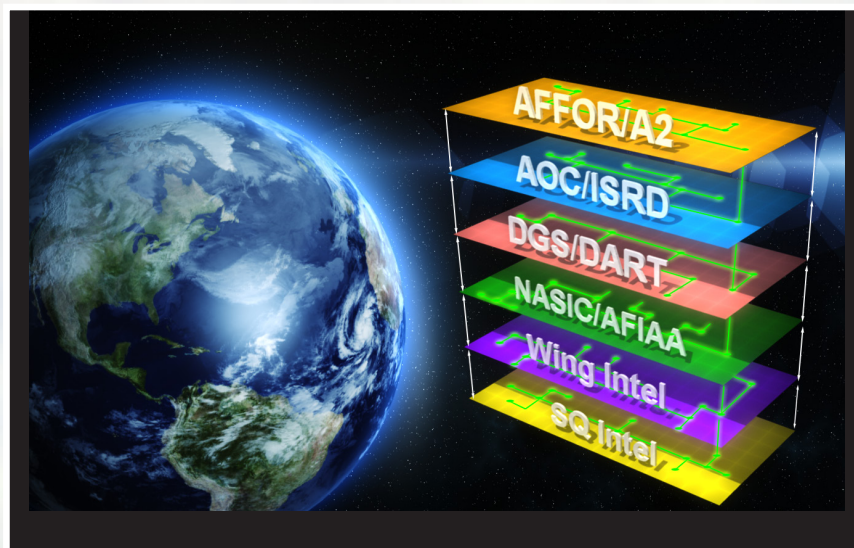 AFFOR/A2
AOC/ISRD
DGS/DART
NASIC/AFIAA
Wing Intel
SQ Intel